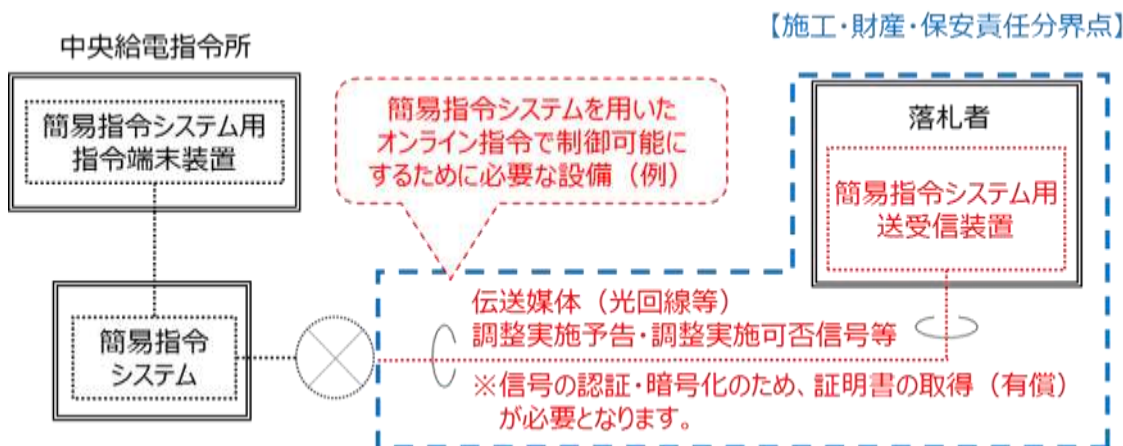 【施工・財産・保安責任分界点】
中央給電指令所
簡易指令システム用
指令端末装置
簡易指令システムを用いた
オンライン指令で制御可能に
するために必要な設備（例）
落札者
簡易指令システム用
送受信装置
簡易指令
システム
伝送媒体（光回線等）
調整実施予告・調整実施可否信号等
※信号の認証・暗号化のため、証明書の取得（有償）
が必要となります。